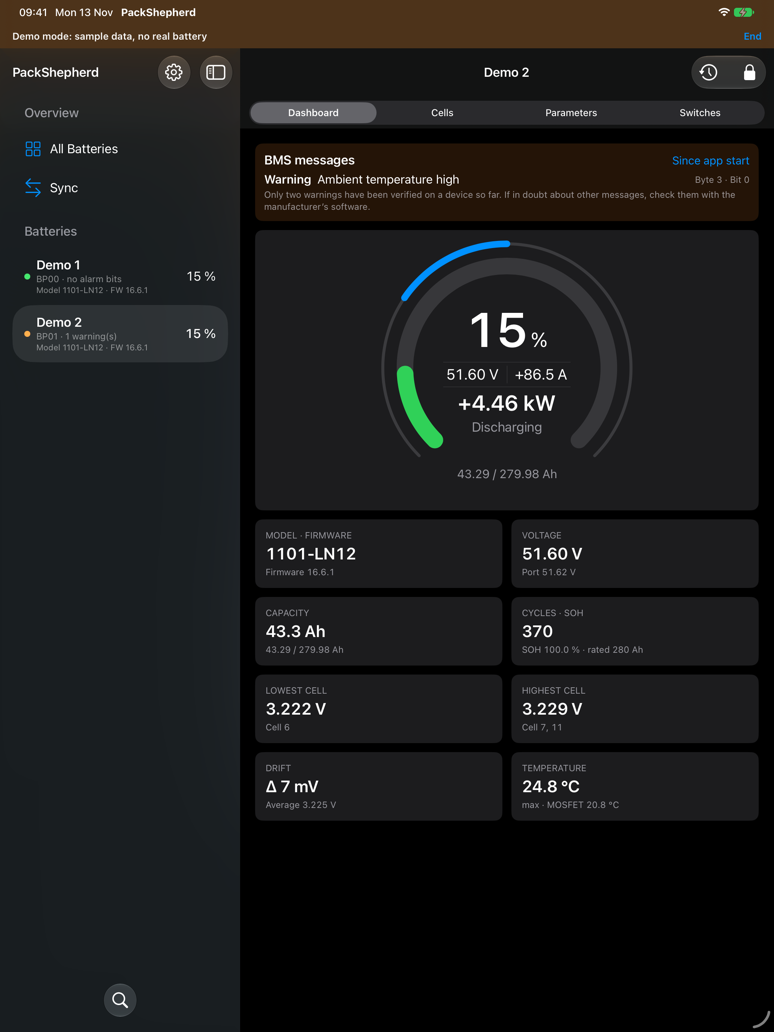 09:41 Mon 13 Nov PackShepherd
Demo mode: sample data, no real battery
End
PackShepherd
Overview
All Batteries
Sync
Batteries
Demo 1
BP00 · no alarm bits
Model 1101-LN12 · FW 16.6.1
15 %
Demo 2
BP01 · 1 warning(s)
Model 1101-LN12 · FW 16.6.1
15 %
Demo 2
Dashboard
Cells
Parameters
Switches
BMS messages
Since app start
Warning Ambient temperature high
Byte 3 · Bit 0
Only two warnings have been verified on a device so far. If in doubt about other messages, check them with the
manufacturer's software.
15 %
51.60 V
+86.5 A
+4.46 kW
Discharging
43.29 / 279.98 Ah
MODEL · FIRMWARE
1101-LN12
Firmware 16.6.1
VOLTAGE
51.60 V
Port 51.62 V
CAPACITY
43.3 Ah
43.29 / 279.98 Ah
CYCLES · SOH
370
SOH 100.0 % · rated 280 Ah
LOWEST CELL
3.222 V
Cell 6
HIGHEST CELL
3.229 V
Cell 7, 11
DRIFT
Δ 7 mV
Average 3.225 V
TEMPERATURE
24.8 °C
max · MOSFET 20.8 °C